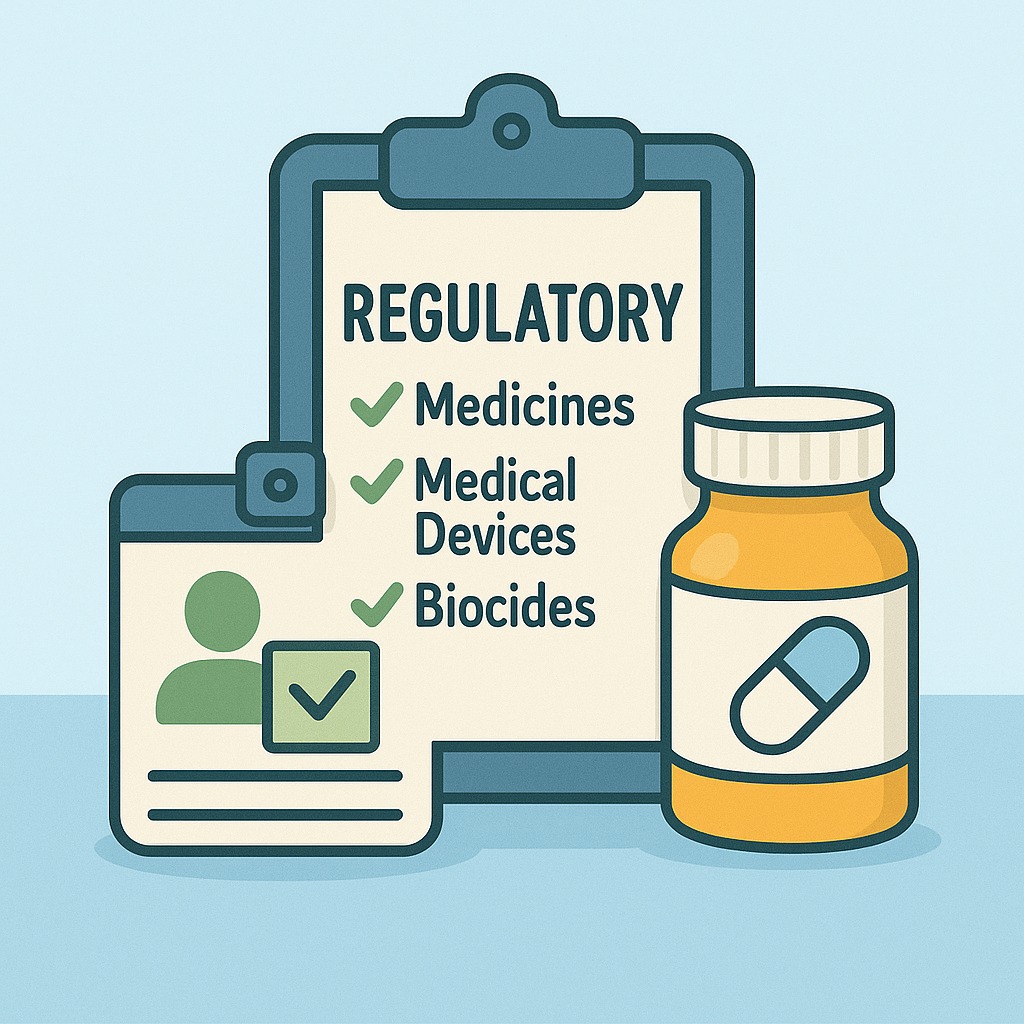 REGULATORY
Medicines
Medical
Devices
Biocides